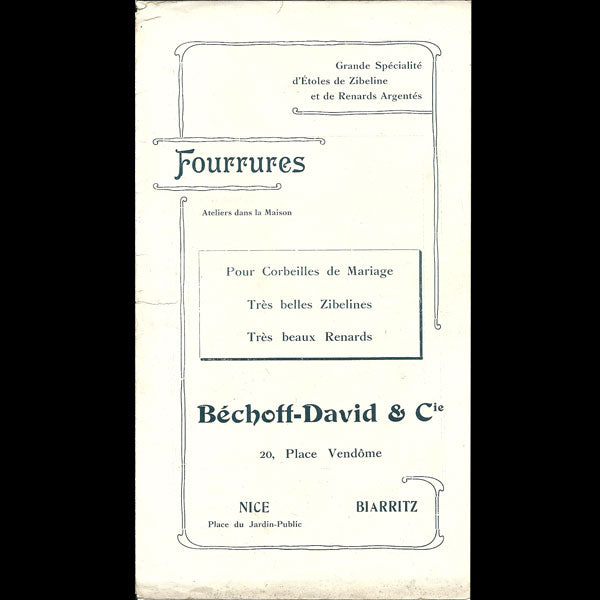 Grande Spécialité
d'Étoles de Zibeline
et de Renards Argentés
Fourrures
Ateliers dans la Maison
Pour Corbeilles de Mariage
Très belles Zibelines
Très beaux Renards
Béchoff-David & Cie
20, Place Vendôme
NICE
Place du Jardin-Public
BIARRITZ